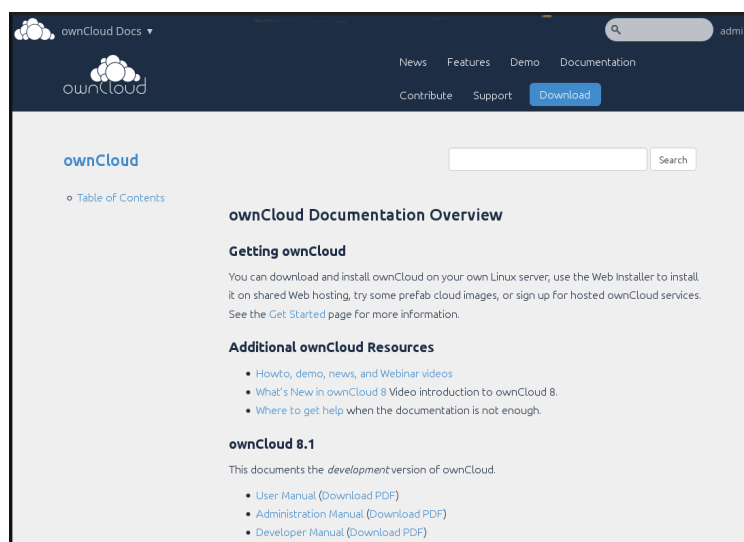 ownCloud Docs ▼
admi
ownCloud
News Features Demo Documentation
Contribute Support Download
ownCloud
Search
Table of Contents
ownCloud Documentation Overview
Getting ownCloud
You can download and install ownCloud on your own Linux server, use the Web Installer to install
it on shared Web hosting, try some prefab cloud images, or sign up for hosted ownCloud services.
See the Get Started page for more information.
Additional ownCloud Resources
Howto, demo, news, and Webinar videos
What's New in ownCloud 8 Video introduction to ownCloud 8.
Where to get help when the documentation is not enough.
ownCloud 8.1
This documents the development version of ownCloud.
User Manual (Download PDF)
Administration Manual (Download PDF)
Developer Manual (Download PDF)